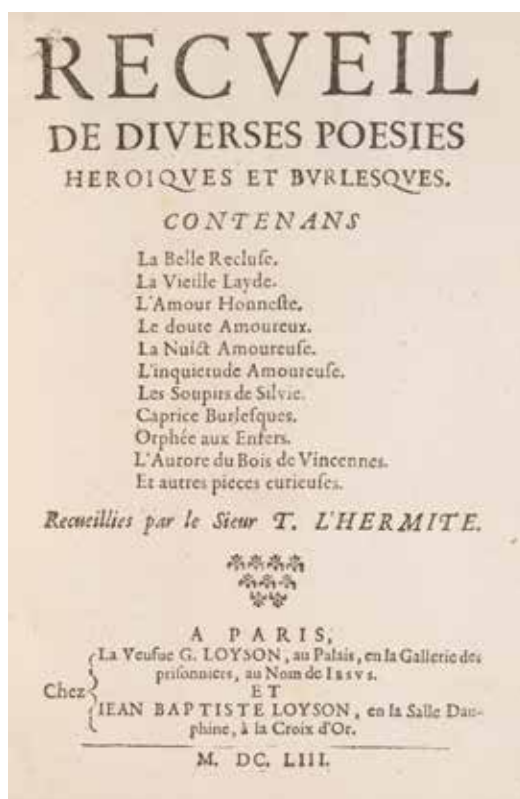 RECVEIL
DE DIVERSES POESIES
HEROIQVES ET BVRLESQVES.
CONTENANS
La Belle Recluſe.
La Vieille Layde.
L'Amour Honneſte.
Le doute Amoureux.
La Nuict Amoureuſe.
L'inquietude Amoureuſe.
Les Soupirs de Silvie.
Caprice Burleſques.
Orphée aux Enfers.
L'Aurore du Bois de Vincennes.
Et autres pieces curieuſes.
Recueillies par le Sieur T. L'HERMITE.
A PARIS,
Chez
La Veufue G. LOYSON, au Palais, en la Gallerie des
priſonniers, au Nom de IESVS.
ET
IEAN BAPTISTE LOYSON, en la Salle Dau-
phine, à la Croix d'Or.
M. DC. LIII.